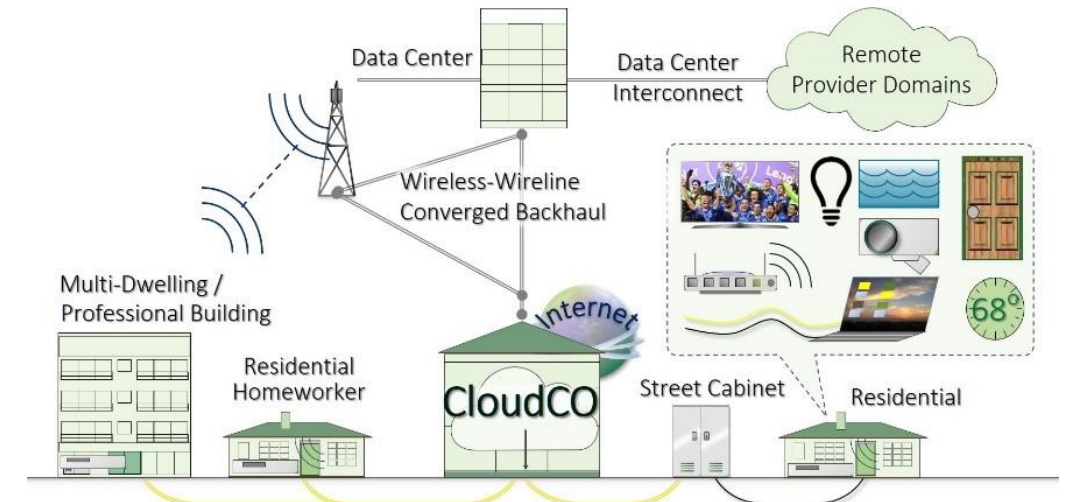 Data Center
Data Center
Interconnect
Remote
Provider Domains
Wireless-Wireline
Converged Backhaul
Multi-Dwelling /
Professional Building
Residential
Homeworker
Internet
CloudCO
Street Cabinet
Residential
68°